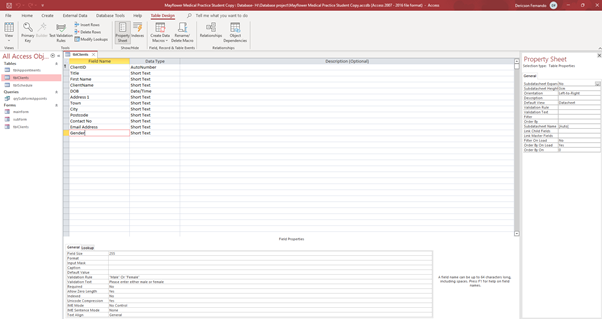 Mayflower Medical Practice Student Copy - Database- H:\Database project\Mayflower Medical Practice Student Copy.accdb (Access 2007 - 2016 file format) - Access
Denissan Fernando DF
File Home Create External Data Database Tools Help Table Design Tell me what you want to do
View Primary Key Builder Test Validation Rules Insert Rows Delete Rows Modify Lookups Property Sheet Indexes Create Data Macros Rename/ Delete Macro Relationships Object Dependencies
Views Tools Show/Hide Field, Record & Table Events Relationships
All Access Obj...
Tables
tblClients
Queries
Forms
tblClients
tblClients
Field Name Data Type Description (Optional)
ClientID AutoNumber
Title Short Text
First Name Short Text
ClientName Short Text
DOB Date/Time
Address 1 Short Text
Town Short Text
City Short Text
Postcode Short Text
Contact No Short Text
Email Address Short Text
Gender Short Text
Field Properties
General Lookup
Field Size 255
Format
Input Mask
Caption
Default Value
Validation Rule 'Male' Or 'Female'
Validation Text Please enter either male or female
Required No
Allow Zero Length No
Indexed No
Unicode Compression No
IME Mode No Control
IME Sentence Mode None
Text Align General
A field name can be up to 64 characters long, including spaces. Press F1 for help on field names.
Property Sheet
Selection type: Table Properties
General
Subdatasheet Expanded No
Subdatasheet Height 0cm
Orientation Left-to-Right
Description
Default View Datasheet
Validation Rule
Validation Text
Filter
Order By
Subdatasheet Name [Auto]
Link Child Fields
Link Master Fields
Filter On Load No
Order By On Load Yes
Order By On